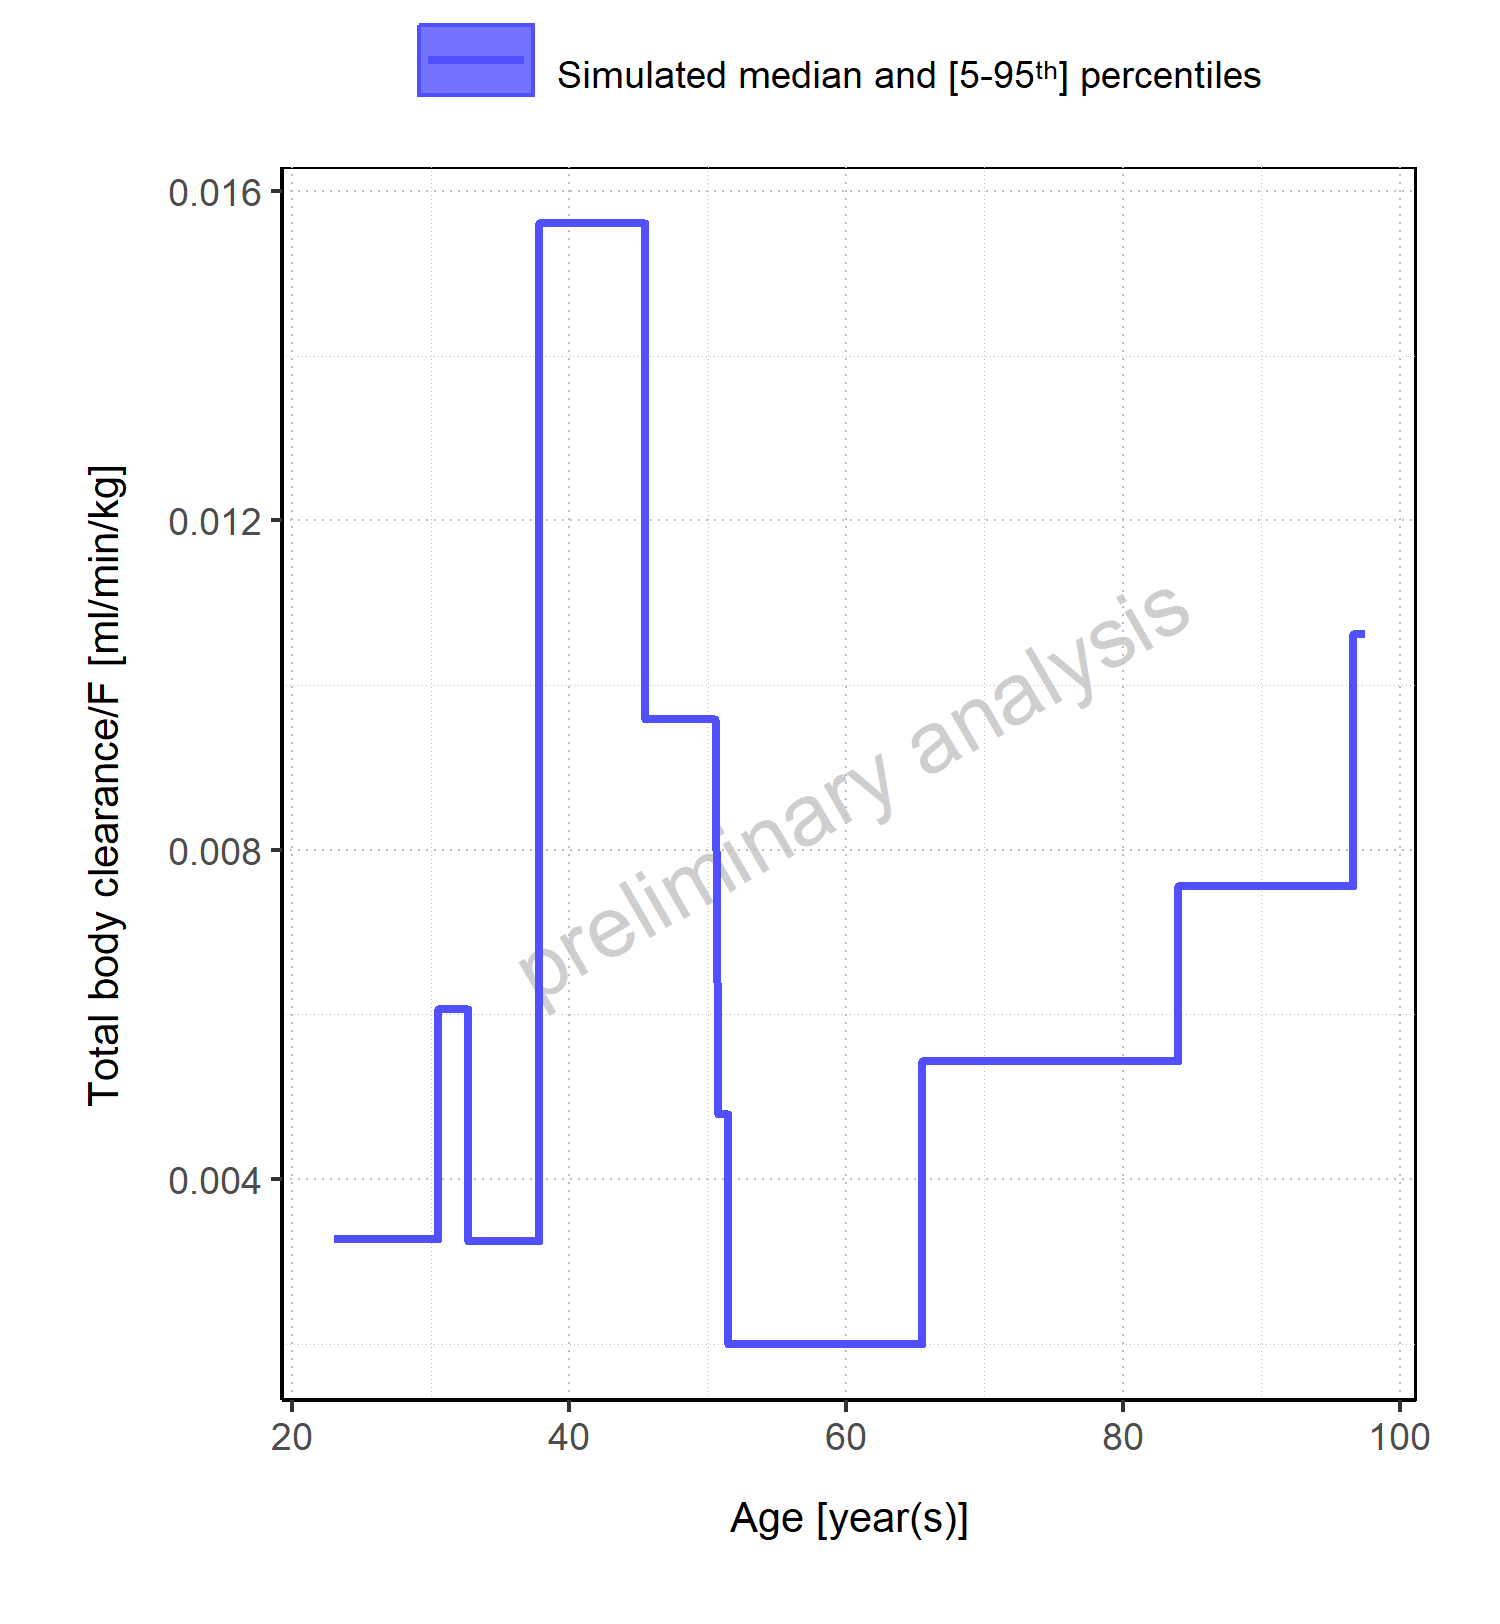 Simulated median and [5-95th] percentiles
0.016
0.012
0.008
0.004
Total body clearance/F [ml/min/kg]
preliminary analysis
20 40 60 80 100
Age [year(s)]